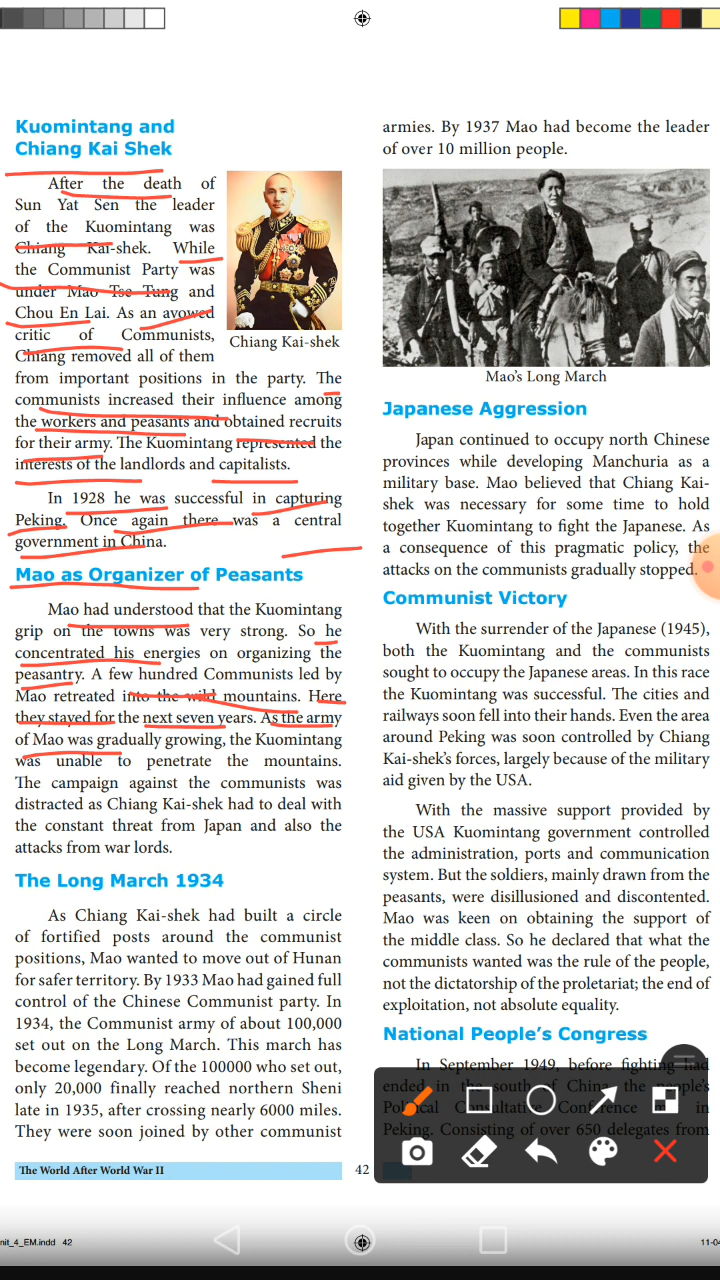 Kuomintang and
Chiang Kai Shek
After the death of
Sun Yat Sen the leader
of the Kuomintang was
Chiang Kai-shek. While
the Communist Party was
under Mao Tse Tung and
Chou En Lai. As an avowed
critic of Communists,
Chiang removed all of them
Chiang Kai-shek
from important positions in the party. The
communists increased their influence among
the workers and peasants and obtained recruits
for their army. The Kuomintang represented the
interests of the landlords and capitalists.
In 1928 he was successful in capturing
Peking. Once again there was a central
government in China.
Mao as Organizer of Peasants
Mao had understood that the Kuomintang
grip on the towns was very strong. So he
concentrated his energies on organizing the
peasantry. A few hundred Communists led by
Mao retreated into the wild mountains. Here
they stayed for the next seven years. As the army
of Mao was gradually growing, the Kuomintang
was unable to penetrate the mountains.
The campaign against the communists was
distracted as Chiang Kai-shek had to deal with
the constant threat from Japan and also the
attacks from war lords.
The Long March 1934
As Chiang Kai-shek had built a circle
of fortified posts around the communist
positions, Mao wanted to move out of Hunan
for safer territory. By 1933 Mao had gained full
control of the Chinese Communist party. In
1934, the Communist army of about 100,000
set out on the Long March. This march has
become legendary. Of the 100000 who set out,
only 20,000 finally reached northern Sheni
late in 1935, after crossing nearly 6000 miles.
They were soon joined by other communist
armies. By 1937 Mao had become the leader
of over 10 million people.
Mao's Long March
Japanese Aggression
Japan continued to occupy north Chinese
provinces while developing Manchuria as a
military base. Mao believed that Chiang Kai-
shek was necessary for some time to hold
together Kuomintang to fight the Japanese. As
a consequence of this pragmatic policy, the
attacks on the communists gradually stopped.
Communist Victory
With the surrender of the Japanese (1945),
both the Kuomintang and the communists
sought to occupy the Japanese areas. In this race
the Kuomintang was successful. The cities and
railways soon fell into their hands. Even the area
around Peking was soon controlled by Chiang
Kai-shek's forces, largely because of the military
aid given by the USA.
With the massive support provided by
the USA Kuomintang government controlled
the administration, ports and communication
system. But the soldiers, mainly drawn from the
peasants, were disillusioned and discontented.
Mao was keen on obtaining the support of
the middle class. So he declared that what the
communists wanted was the rule of the people,
not the dictatorship of the proletariat; the end of
exploitation, not absolute equality.
National People's Congress
In September 1949, before fighting had
ended in the south of China, the people's
Political Consultative Conference in
Peking. Consisting of over 650 delegates from
The World After World War II
42
nit_4_EM.indd 42
11-04